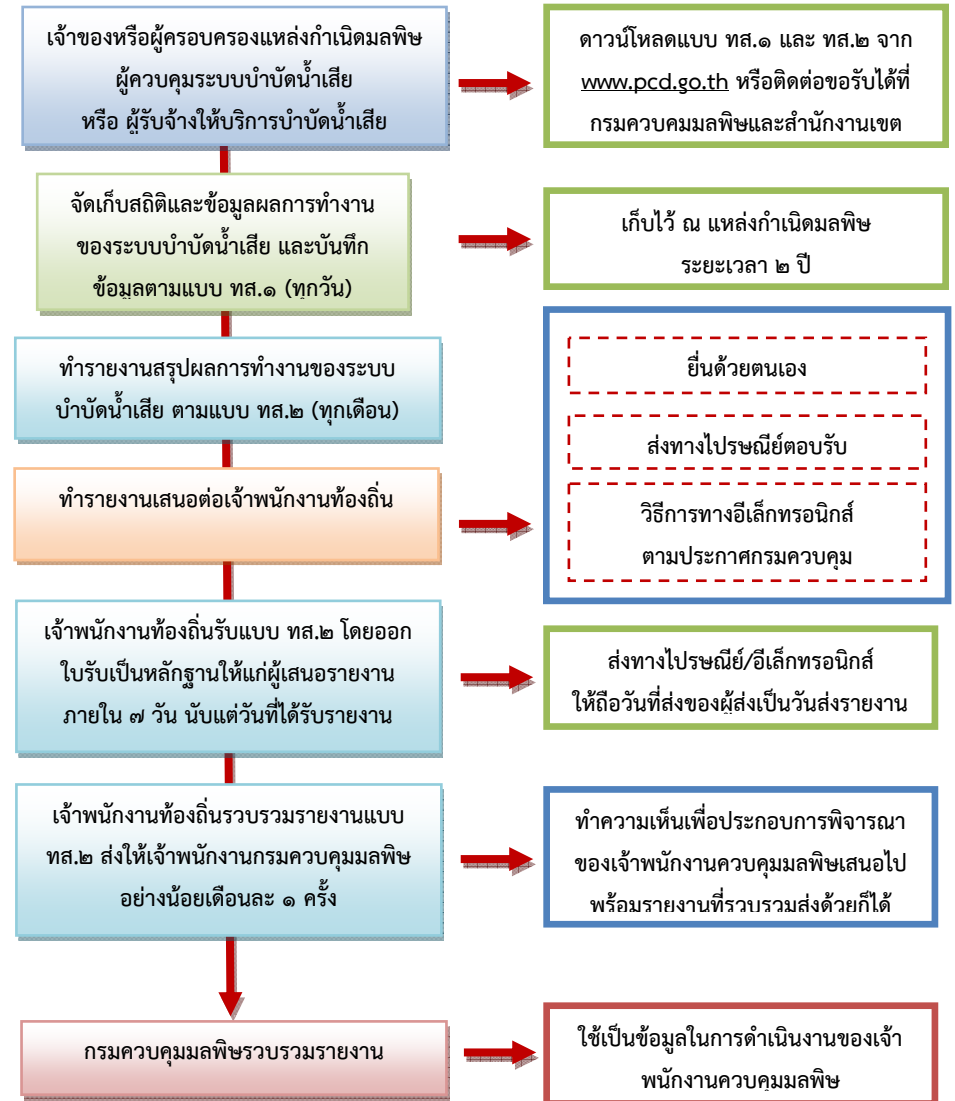 เจ้าของหรือผู้ครอบครองแหล่งกำเนิดมลพิษ
ผู้ควบคุมระบบบำบัดน้ำเสีย
หรือ ผู้รับจ้างให้บริการบำบัดน้ำเสีย
ดาวน์โหลดแบบ ทส.๑ และ ทส.๒ จาก
www.pcd.go.th หรือติดต่อขอรับได้ที่
กรมควบคมมลพิษและสำนักงานเขต
จัดเก็บสถิติและข้อมูลผลการทำงาน
ของระบบบำบัดน้ำเสีย และบันทึก
ข้อมูลตามแบบ ทส.๑ (ทุกวัน)
เก็บไว้ ณ แหล่งกำเนิดมลพิษ
ระยะเวลา ๒ ปี
ทำรายงานสรุปผลการทำงานของระบบ
บำบัดน้ำเสีย ตามแบบ ทส.๒ (ทุกเดือน)
ทำรายงานเสนอต่อเจ้าพนักงานท้องถิ่น
ยื่นด้วยตนเอง
ส่งทางไปรษณีย์ตอบรับ
วิธีการทางอีเล็กทรอนิกส์
ตามประกาศกรมควบคุม
เจ้าพนักงานท้องถิ่นรับแบบ ทส.๒ โดยออก
ใบรับเป็นหลักฐานให้แก่ผู้เสนอรายงาน
ภายใน ๗ วัน นับแต่วันที่ได้รับรายงาน
ส่งทางไปรษณีย์/อีเล็กทรอนิกส์
ให้ถือวันที่ส่งของผู้ส่งเป็นวันส่งรายงาน
เจ้าพนักงานท้องถิ่นรวบรวมรายงานแบบ
ทส.๒ ส่งให้เจ้าพนักงานกรมควบคุมมลพิษ
อย่างน้อยเดือนละ ๑ ครั้ง
ทำความเห็นเพื่อประกอบการพิจารณา
ของเจ้าพนักงานควบคุมมลพิษเสนอไป
พร้อมรายงานที่รวบรวมส่งด้วยก็ได้
กรมควบคุมมลพิษรวบรวมรายงาน
ใช้เป็นข้อมูลในการดำเนินงานของเจ้า
พนักงานควบคุมมลพิษ